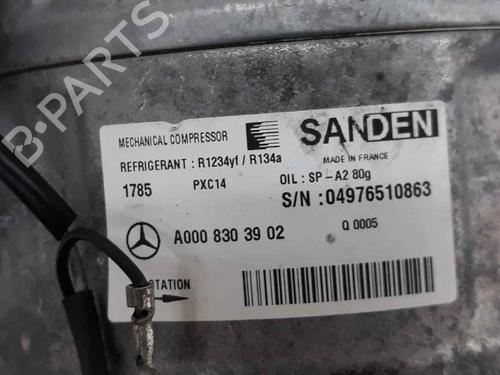 MECHANICAL COMPRESSOR
SANDEN
REFRIGERANT : R1234yf / R134a
MADE IN FRANCE
1785 PXC14 OIL : SP-A2 80g
S/N : 04976510863
A000 830 39 02 Q 0005
TATION